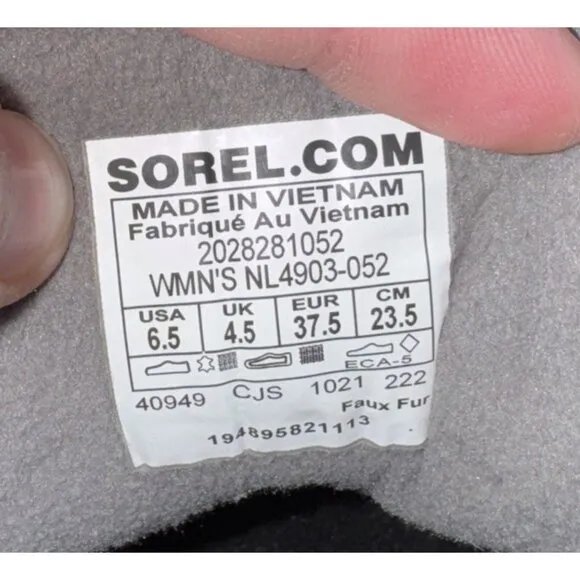 SOREL.COM
MADE IN VIETNAM
Fabriqué Au Vietnam
2028281052
WMN'S NL4903-052
USA UK EUR CM
6.5 4.5 37.5 23.5
ECA-5
40949 CJS 1021 222
Faux Fur
194895821113